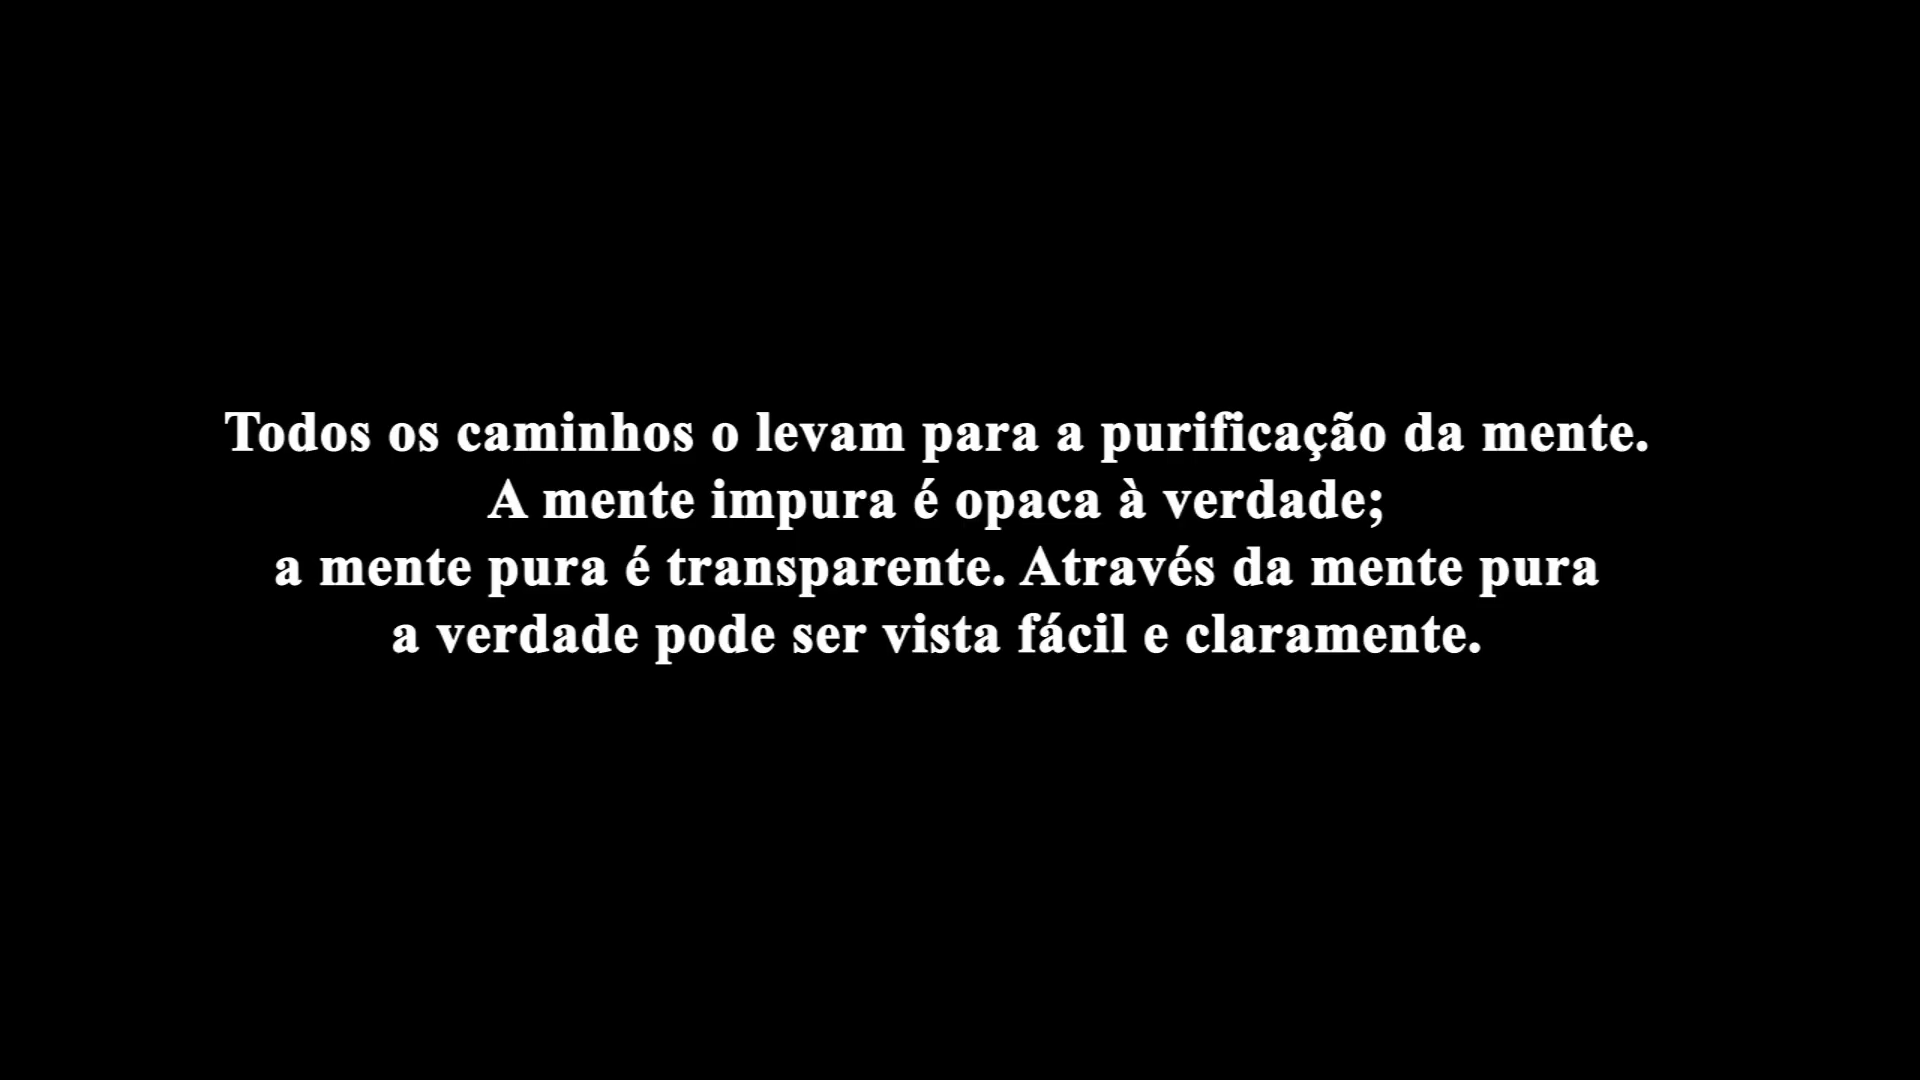 Todos os caminhos o levam para a purificação da mente.
A mente impura é opaca à verdade;
a mente pura é transparente. Através da mente pura
a verdade pode ser vista fácil e claramente.